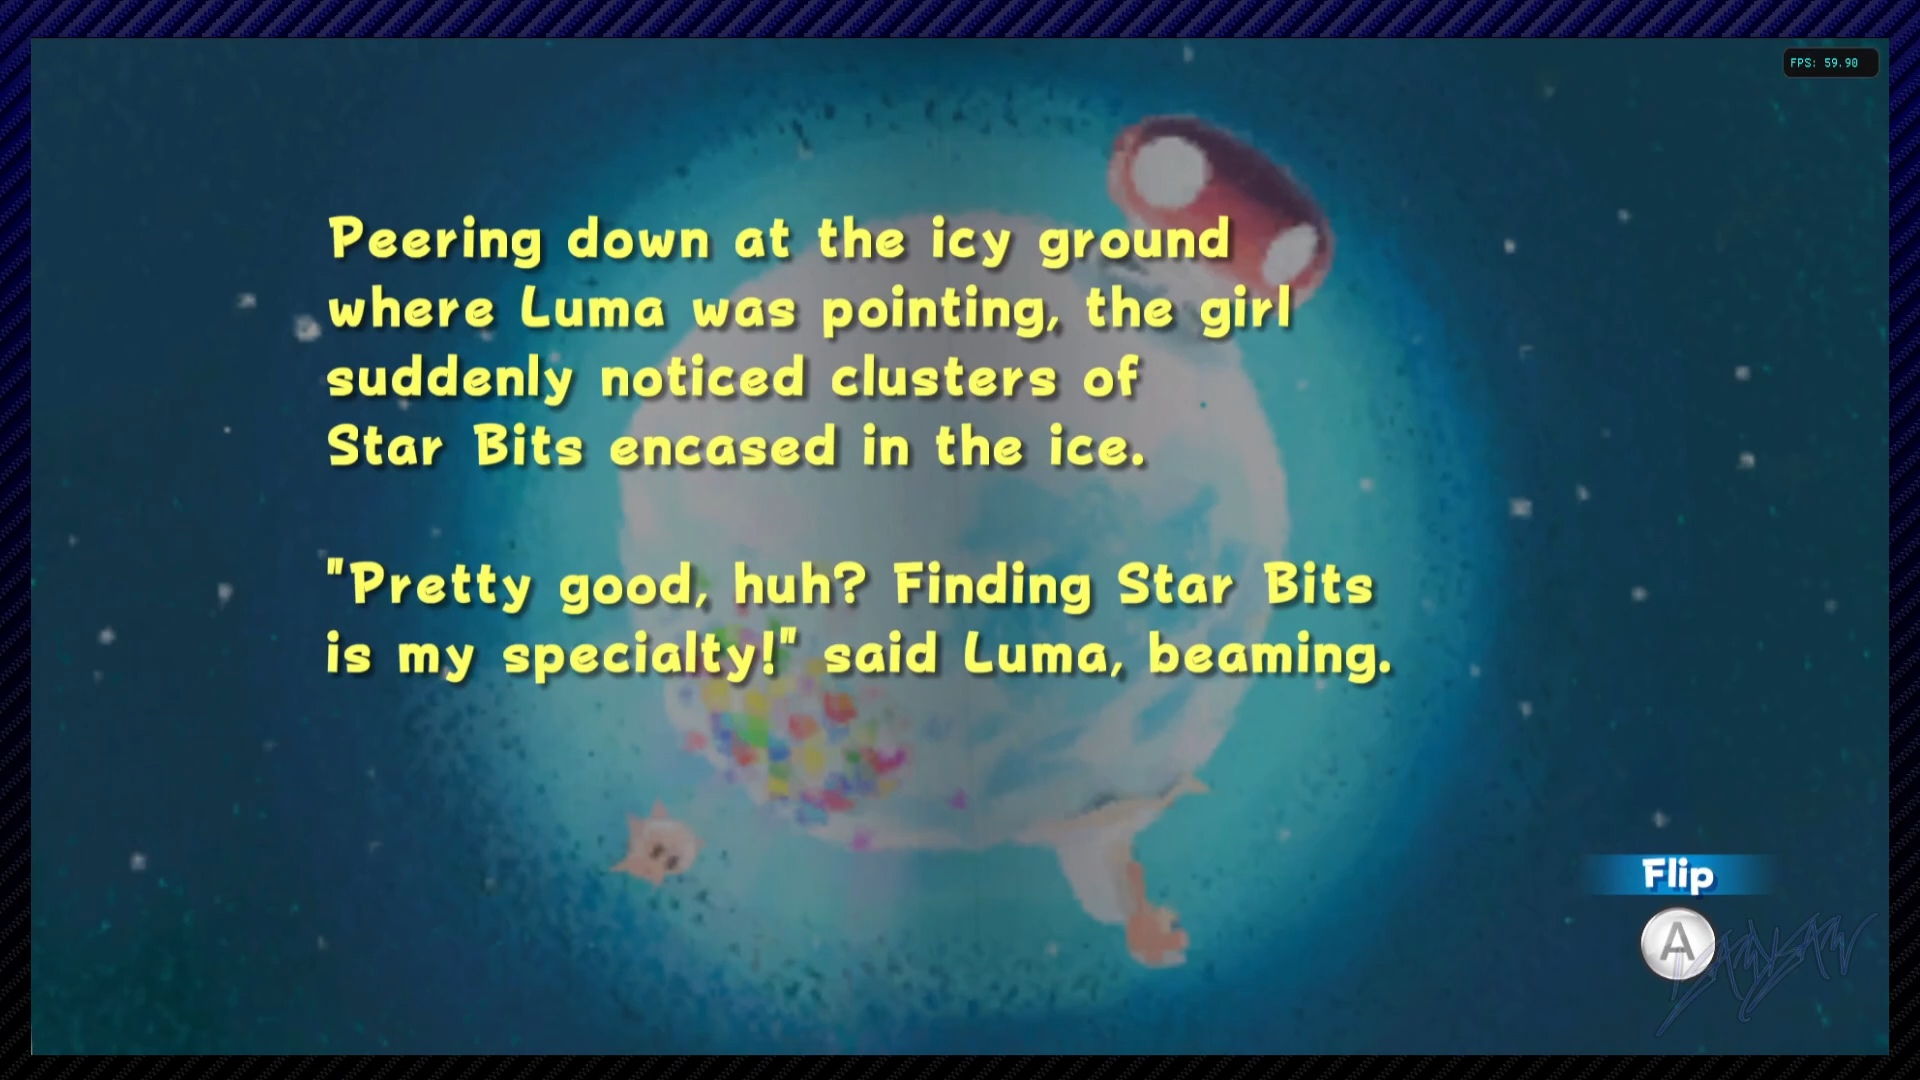 FPS: 59.90
Peering down at the icy ground
where Luma was pointing, the girl
suddenly noticed clusters of
Star Bits encased in the ice.
"Pretty good, huh? Finding Star Bits
is my specialty!" said Luma, beaming.
Flip
A